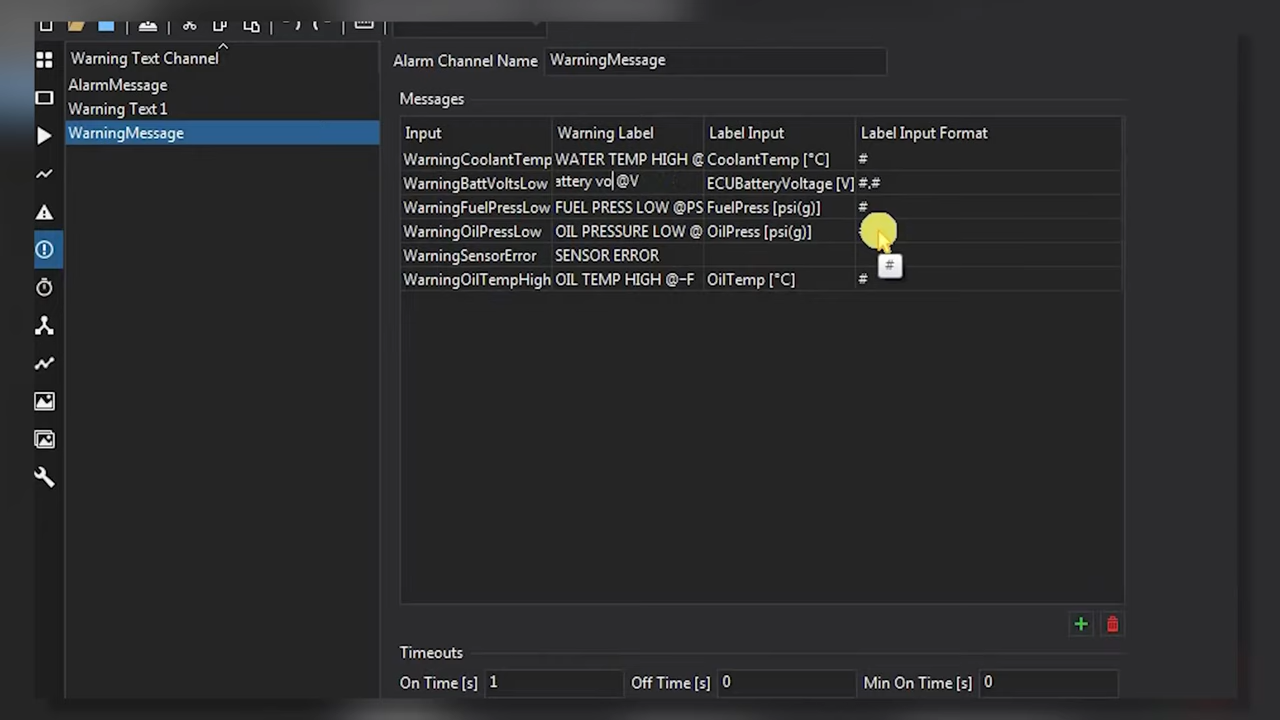 Warning Text Channel
AlarmMessage
Warning Text 1
WarningMessage
Alarm Channel Name WarningMessage
Messages
Input Warning Label Label Input Label Input Format
WarningCoolantTemp WATER TEMP HIGH @ CoolantTemp [°C] #
WarningBattVoltsLow attery vo @V ECUBatteryVoltage [V] #.#
WarningFuelPressLow FUEL PRESS LOW @PS FuelPress [psi(g)] #
WarningOilPressLow OIL PRESSURE LOW @ OilPress [psi(g)]
#
WarningSensorError SENSOR ERROR
WarningOilTempHigh OIL TEMP HIGH @~F OilTemp [°C] #
Timeouts
On Time [s] 1 Off Time [s] 0 Min On Time [s] 0